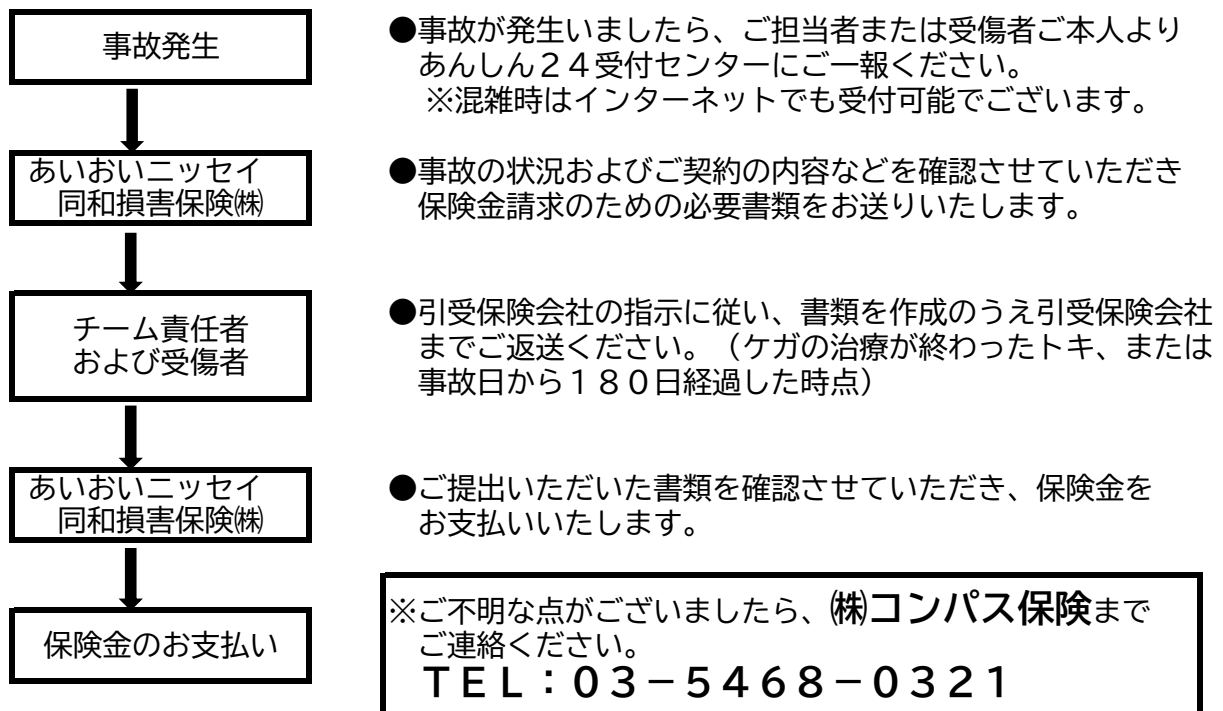 事故発生
●事故が発生いましたら、ご担当者または受傷者ご本人より
あんしん２４受付センターにご一報ください。
※混雑時はインターネットでも受付可能でございます。
あいおいニッセイ
同和損害保険㈱
●事故の状況およびご契約の内容などを確認させていただき
保険金請求のための必要書類をお送りいたします。
チーム責任者
および受傷者
●引受保険会社の指示に従い、書類を作成のうえ引受保険会社
までご返送ください。（ケガの治療が終わったトキ、または
事故日から１８０日経過した時点）
あいおいニッセイ
同和損害保険㈱
●ご提出いただいた書類を確認させていただき、保険金を
お支払いいたします。
保険金のお支払い
※ご不明な点がございましたら、㈱コンパス保険まで
ご連絡ください。
ＴＥＬ：０３－５４６８－０３２１